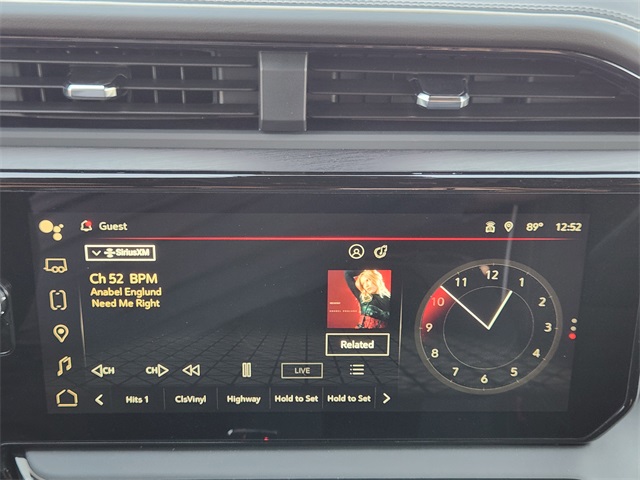 Guest
89° 12:52
SiriusXM
Ch 52 BPM
Anabel Englund
Need Me Right
Related
CH CH LIVE
Hits 1 ClsVinyl Highway Hold to Set Hold to Set
12
1
2
3
4
5
6
7
8
9
10
11